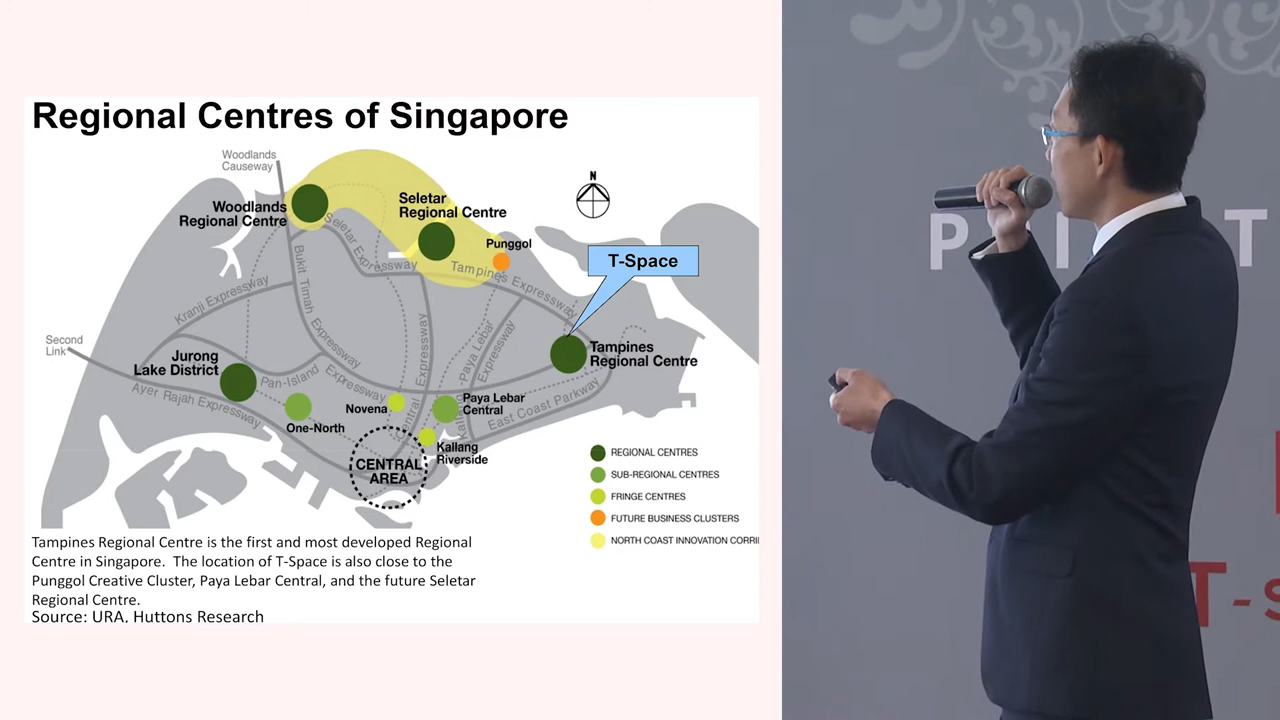 Regional Centres of Singapore
Woodlands
Causeway
N
Woodlands
Regional Centre
Seletar
Regional Centre
Punggol
T-Space
Seletar Expressway
Tampines Expressway
Bukit Timah Expressway
Kranji Expressway
Second
Link
Jurong
Lake District
Tampines
Regional Centre
Pan-Island Expressway
Ayer Rajah Expressway
Central Expressway
Kallang-Paya Lebar
Expressway
East Coast Parkway
Novena
Paya Lebar
Central
One-North
Kallang
Riverside
CENTRAL
AREA
REGIONAL CENTRES
SUB-REGIONAL CENTRES
FRINGE CENTRES
FUTURE BUSINESS CLUSTERS
NORTH COAST INNOVATION CORRI
Tampines Regional Centre is the first and most developed Regional
Centre in Singapore. The location of T-Space is also close to the
Punggol Creative Cluster, Paya Lebar Central, and the future Seletar
Regional Centre.
Source: URA, Huttons Research
T-s